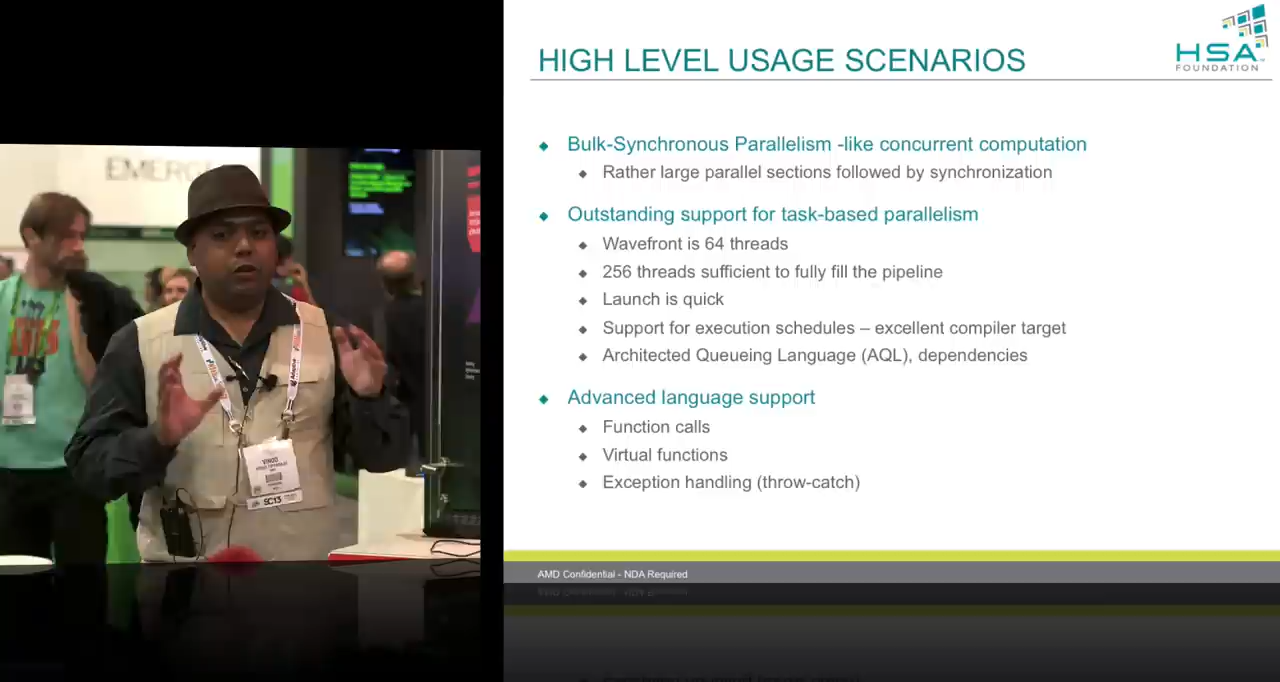 HIGH LEVEL USAGE SCENARIOS
HSA
FOUNDATION
Bulk-Synchronous Parallelism -like concurrent computation
Rather large parallel sections followed by synchronization
Outstanding support for task-based parallelism
Wavefront is 64 threads
256 threads sufficient to fully fill the pipeline
Launch is quick
Support for execution schedules – excellent compiler target
Architected Queueing Language (AQL), dependencies
Advanced language support
Function calls
Virtual functions
Exception handling (throw-catch)
AMD Confidential - NDA Required
VINOD
SC13